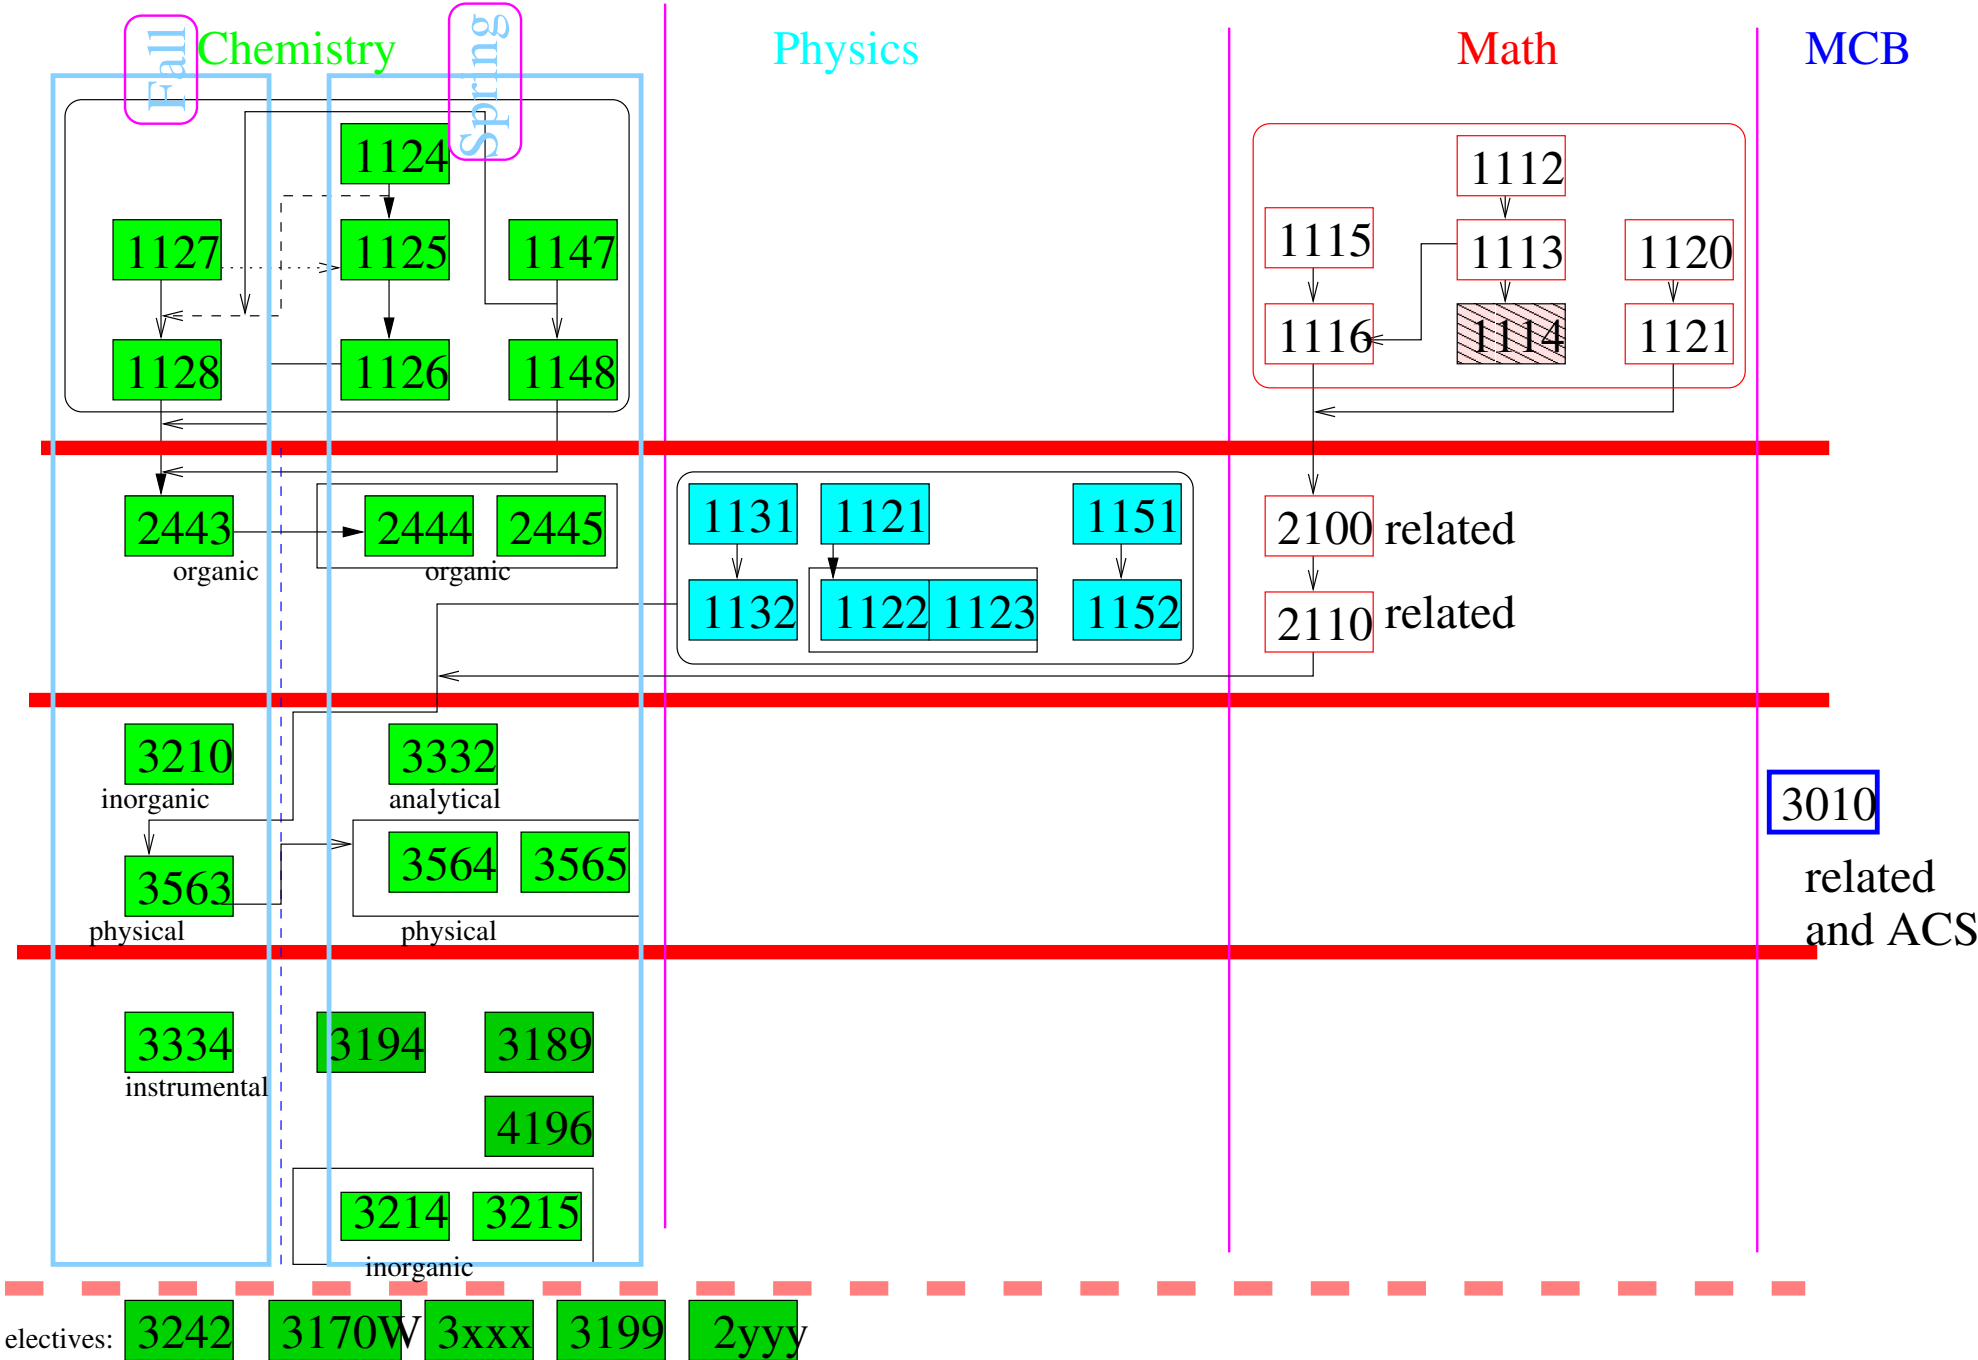 Fall
Chemistry
Spring
Physics
Math
MCB
1124
1112
1127
1125
1147
1115
1113
1120
1128
1126
1148
1116
1114
1121
2443
2444
2445
1131
1121
1151
2100 related
organic
organic
1132
1122
1123
1152
2110 related
3210
3332
inorganic
analytical
3010
3563
3564
3565
related
and ACS
physical
physical
3334
3194
3189
instrumental
4196
3214
3215
inorganic
electives: 3242 3170W 3xxx 3199 2yyy